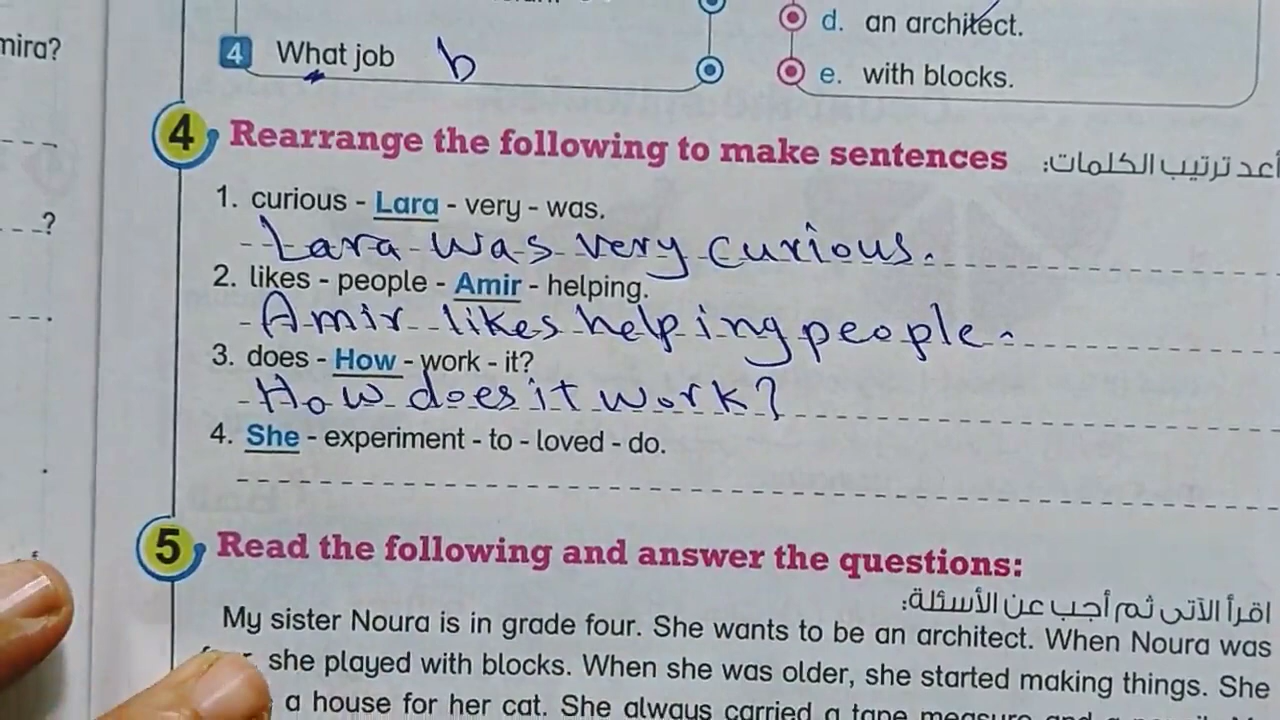 mira?
4 What job b
d. an architect.
e. with blocks.
4 Rearrange the following to make sentences أعد ترتيب الكلمات:
?
1. curious - Lara - very - was.
Lara was very curious.
2. likes - people - Amir - helping.
Amir likes helping people.
3. does - How - work - it?
How does it work?
4. She - experiment - to - loved - do.
5 Read the following and answer the questions:
اقرأ الآتى ثم أجب عن الأسئلة:
My sister Noura is in grade four. She wants to be an architect. When Noura was
she played with blocks. When she was older, she started making things. She
a house for her cat. She always carried a tape measure and a